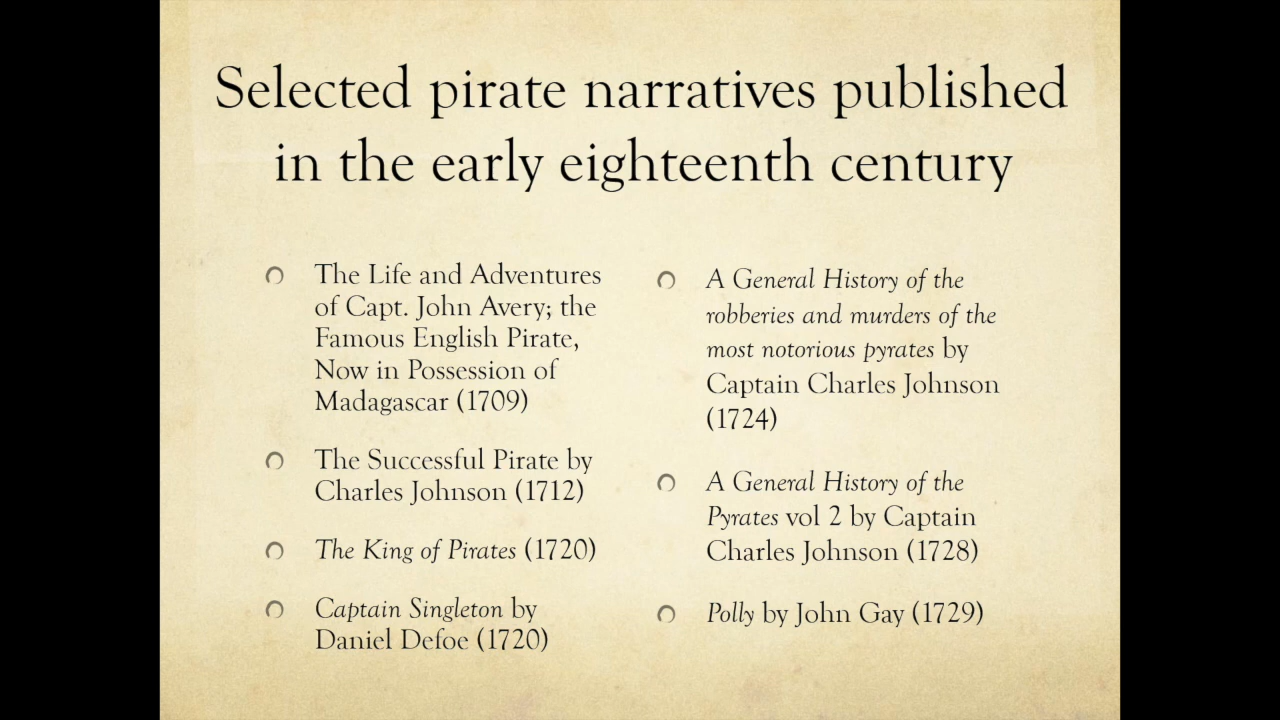 Selected pirate narratives published
in the early eighteenth century
The Life and Adventures
of Capt. John Avery; the
Famous English Pirate,
Now in Possession of
Madagascar (1709)
The Successful Pirate by
Charles Johnson (1712)
The King of Pirates (1720)
Captain Singleton by
Daniel Defoe (1720)
A General History of the
robberies and murders of the
most notorious pyrates by
Captain Charles Johnson
(1724)
A General History of the
Pyrates vol 2 by Captain
Charles Johnson (1728)
Polly by John Gay (1729)